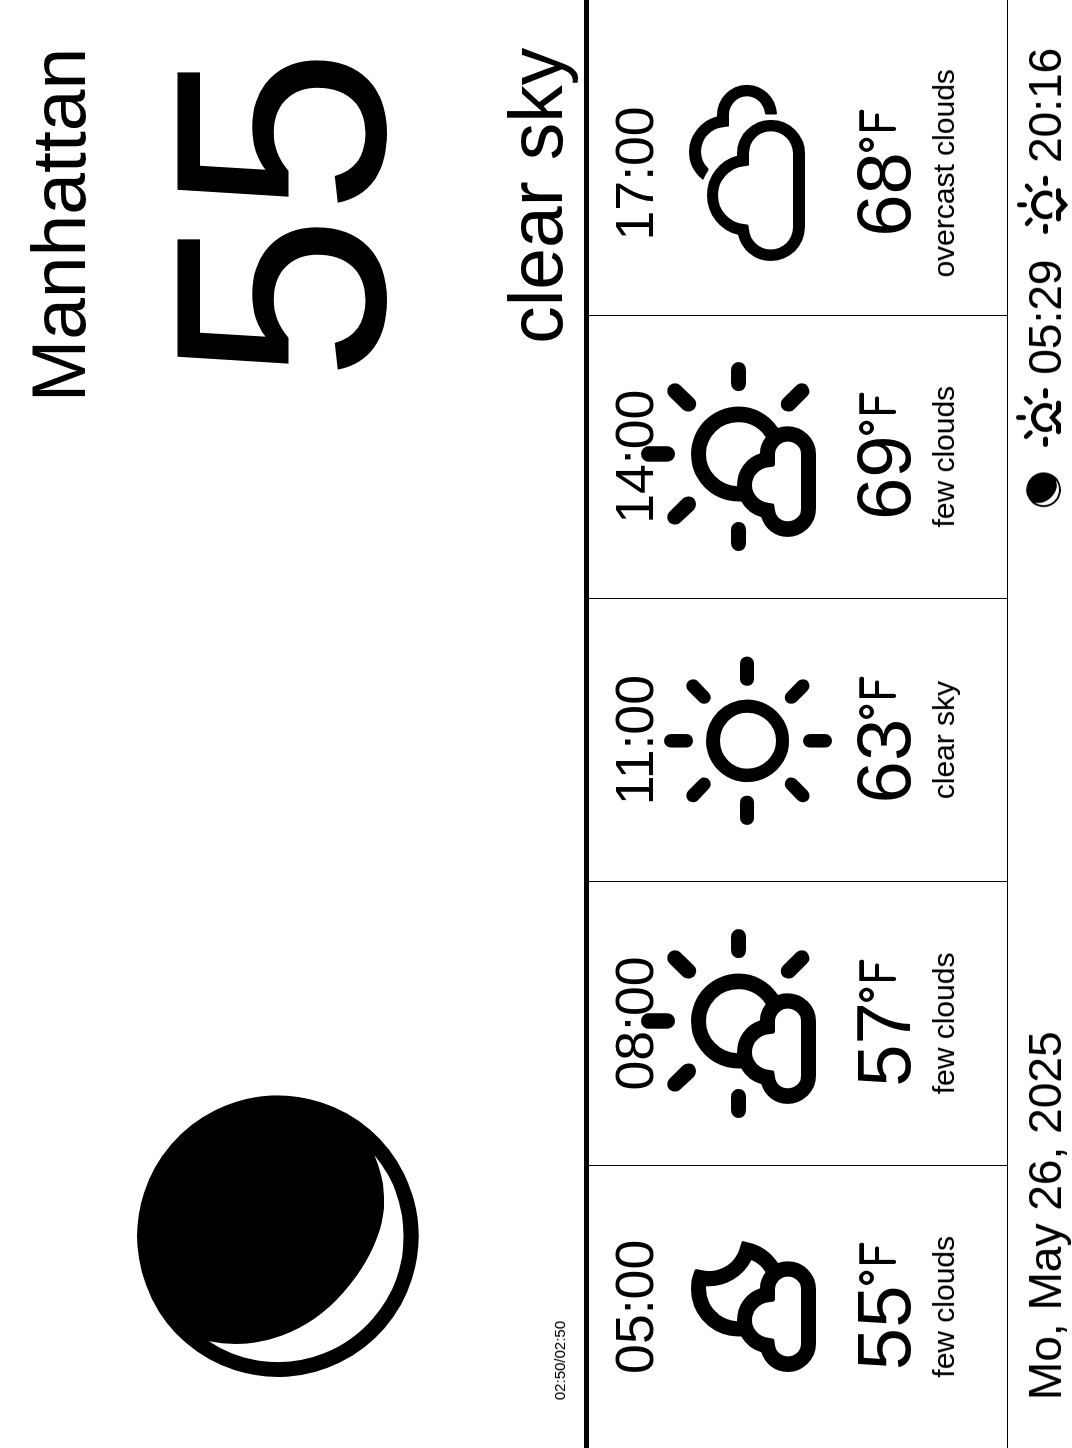 Manhattan
55
clear sky
02:50/02:50
05:00 08:00 11:00 14:00 17:00
55°F 57°F 63°F 69°F 68°F
few clouds few clouds clear sky few clouds overcast clouds
Mo, May 26, 2025 05:29 20:16